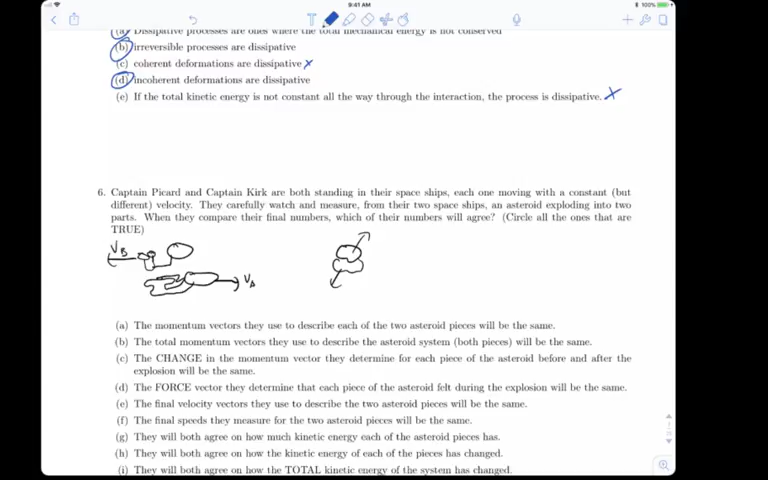 9:41 AM
100%
(a) Dissipative processes are ones where the total mechanical energy is not conserved
(b) irreversible processes are dissipative
(c) coherent deformations are dissipative x
(d) incoherent deformations are dissipative
(e) If the total kinetic energy is not constant all the way through the interaction, the process is dissipative. X
6. Captain Picard and Captain Kirk are both standing in their space ships, each one moving with a constant (but
different) velocity. They carefully watch and measure, from their two space ships, an asteroid exploding into two
parts. When they compare their final numbers, which of their numbers will agree? (Circle all the ones that are
TRUE)
VB
VA
(a) The momentum vectors they use to describe each of the two asteroid pieces will be the same.
(b) The total momentum vectors they use to describe the asteroid system (both pieces) will be the same.
(c) The CHANGE in the momentum vector they determine for each piece of the asteroid before and after the
explosion will be the same.
(d) The FORCE vector they determine that each piece of the asteroid felt during the explosion will be the same.
(e) The final velocity vectors they use to describe the two asteroid pieces will be the same.
(f) The final speeds they measure for the two asteroid pieces will be the same.
(g) They will both agree on how much kinetic energy each of the asteroid pieces has.
(h) They will both agree on how the kinetic energy of each of the pieces has changed.
(i) They will both agree on how the TOTAL kinetic energy of the system has changed.